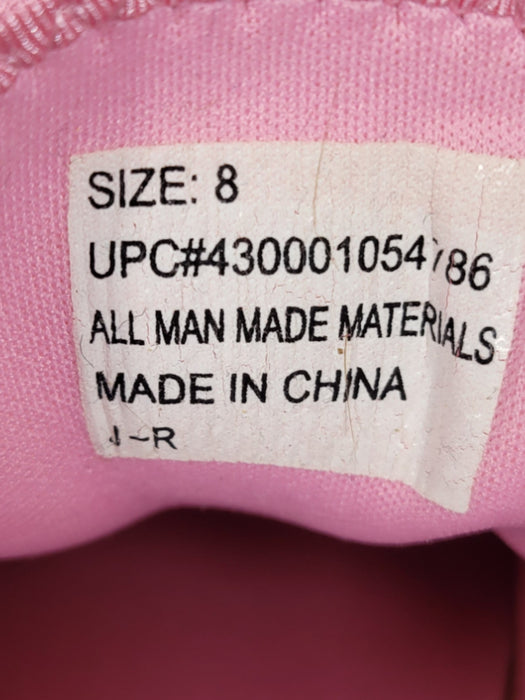 SIZE: 8
UPC#430001054786
ALL MAN MADE MATERIALS
MADE IN CHINA
J-R